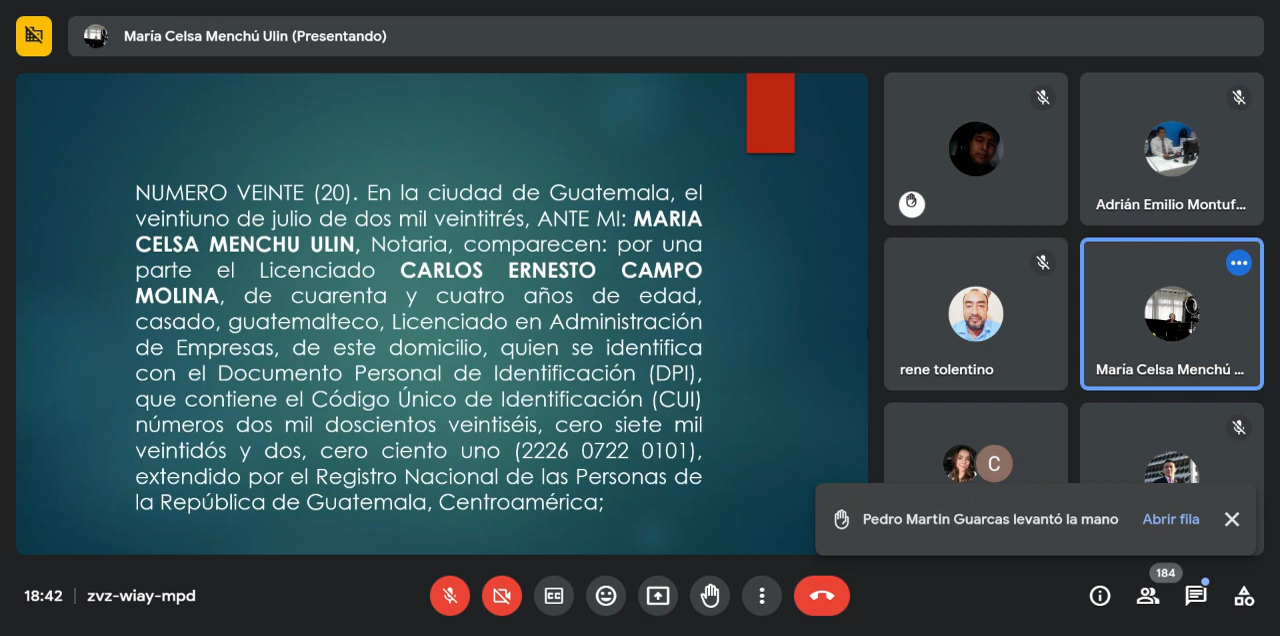 María Celsa Menchú Ulin (Presentando)
NUMERO VEINTE (20). En la ciudad de Guatemala, el
veintiuno de julio de dos mil veintitrés, ANTE MI: MARIA
CELSA MENCHU ULIN, Notaria, comparecen: por una
parte el Licenciado CARLOS ERNESTO CAMPO
MOLINA, de cuarenta y cuatro años de edad,
casado, guatemalteco, Licenciado en Administración
de Empresas, de este domicilio, quien se identifica
con el Documento Personal de Identificación (DPI),
que contiene el Código Único de Identificación (CUI)
números dos mil doscientos veintiséis, cero siete mil
veintidós y dos, cero ciento uno (2226 0722 0101),
extendido por el Registro Nacional de las Personas de
la República de Guatemala, Centroamérica;
Adrián Emilio Montuf...
rene tolentino
María Celsa Menchú ...
C
Pedro Martin Guarcas levantó la mano
Abrir fila
18:42
zvz-wiay-mpd
184